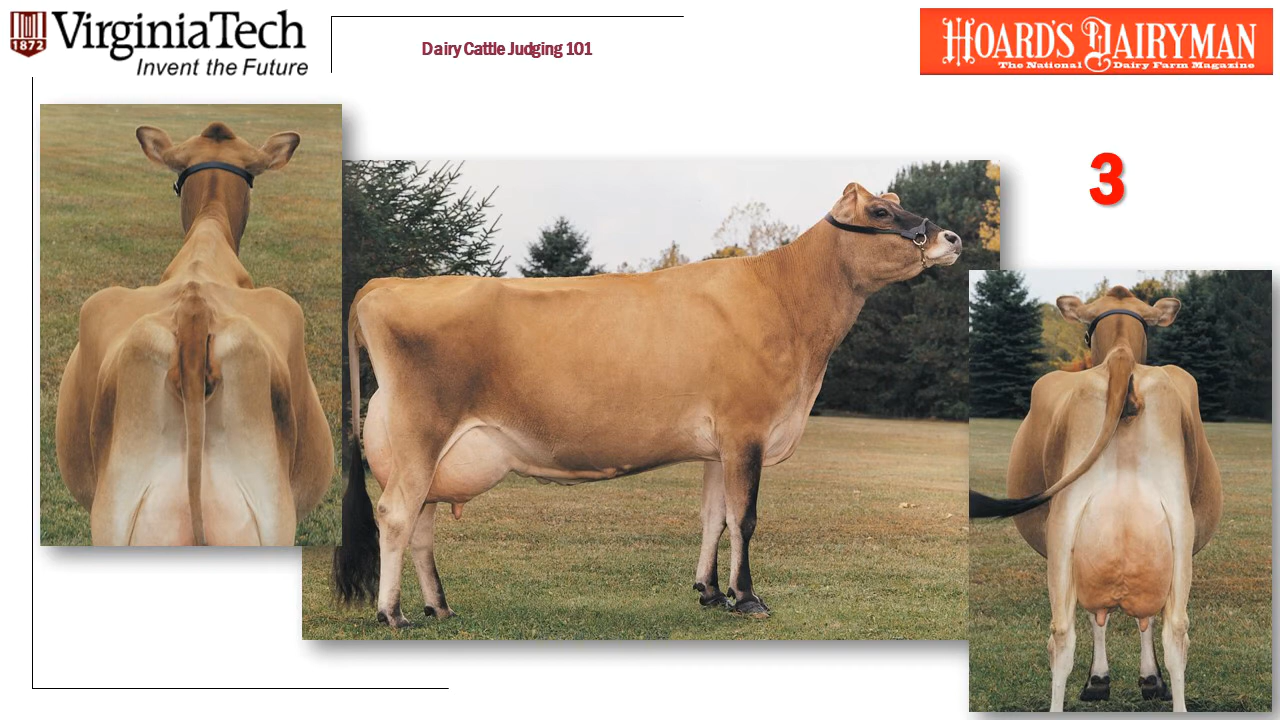 1872
VirginiaTech
Invent the Future
Dairy Cattle Judging 101
HOARD'S DAIRYMAN
The National Dairy Farm Magazine
3